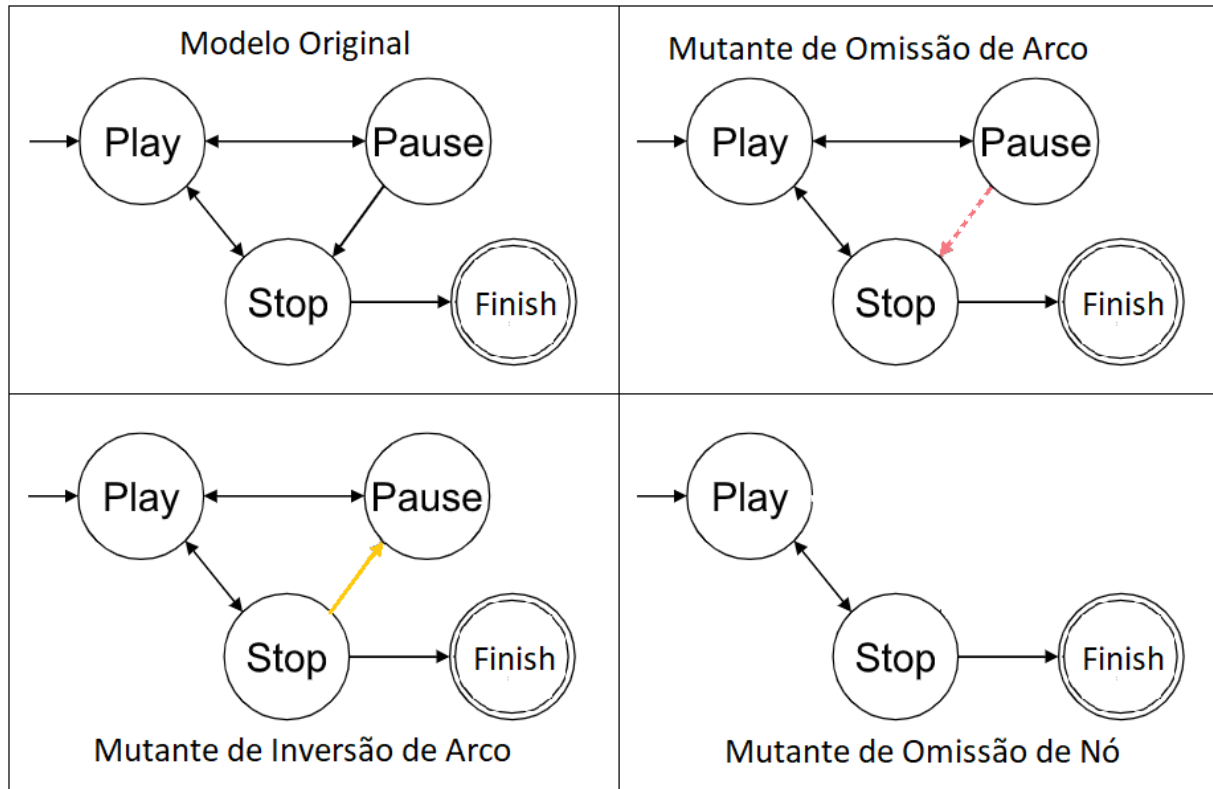 Modelo Original
Play
Pause
Stop
Finish
Mutante de Omissão de Arco
Play
Pause
Stop
Finish
Play
Pause
Stop
Finish
Mutante de Inversão de Arco
Play
Stop
Finish
Mutante de Omissão de Nó